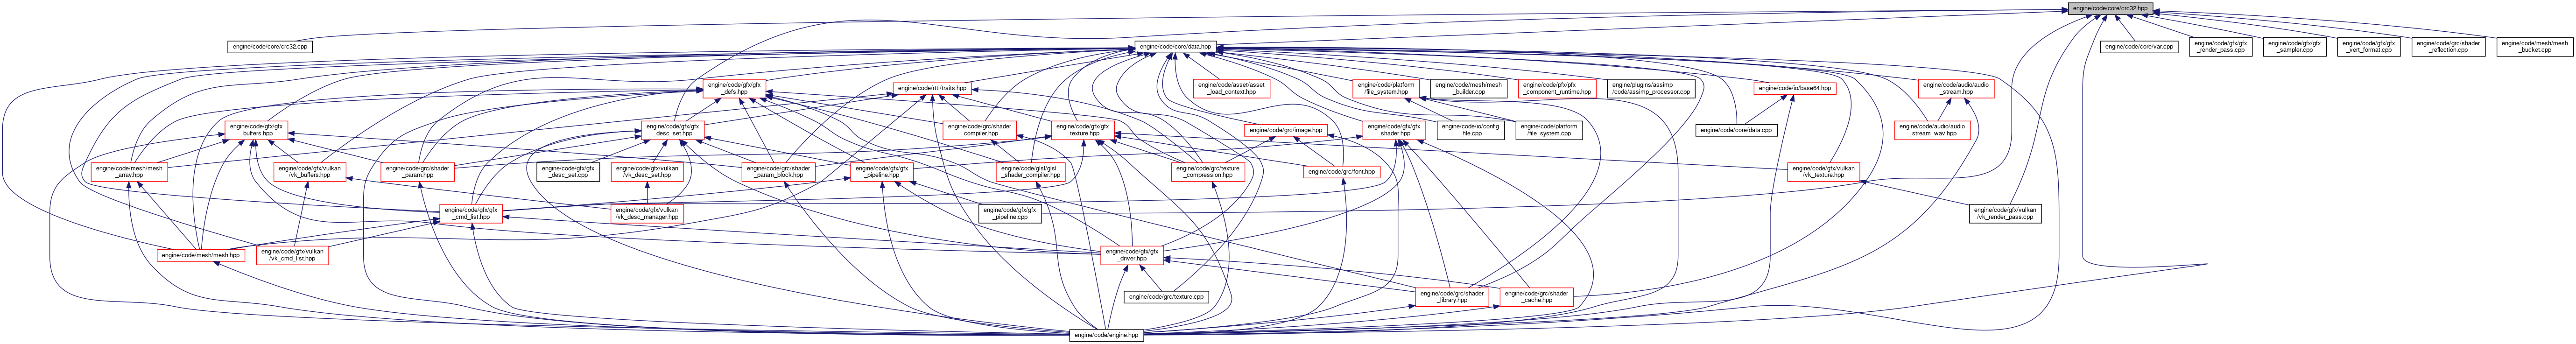 engine/code/core/crc32.hpp
engine/code/core/crc32.cpp
engine/code/core/data.hpp
engine/code/core/var.cpp
engine/code/gfx/gfx
_render_pass.cpp
engine/code/gfx/gfx
_sampler.cpp
engine/code/gfx/gfx
_vert_format.cpp
engine/code/grc/shader
_reflection.cpp
engine/code/mesh/mesh
_bucket.cpp
engine/code/gfx/gfx
_defs.hpp
engine/code/rtti/traits.hpp
engine/code/asset/asset
_load_context.hpp
engine/code/platform
/file_system.hpp
engine/code/mesh/mesh
_builder.cpp
engine/code/pfx/pfx
_component_runtime.hpp
engine/plugins/assimp
/code/assimp_processor.cpp
engine/code/io/base64.hpp
engine/code/audio/audio
_stream.hpp
engine/code/gfx/gfx
_buffers.hpp
engine/code/gfx/gfx
_desc_set.hpp
engine/code/grc/shader
_compiler.hpp
engine/code/gfx/gfx
_texture.hpp
engine/code/grc/image.hpp
engine/code/gfx/gfx
_shader.hpp
engine/code/io/config
_file.cpp
engine/code/platform
/file_system.cpp
engine/code/core/data.cpp
engine/code/audio/audio
_stream_wav.hpp
engine/code/mesh/mesh
_array.hpp
engine/code/gfx/vulkan
/vk_buffers.hpp
engine/code/grc/shader
_param.hpp
engine/code/gfx/gfx
_desc_set.cpp
engine/code/gfx/vulkan
/vk_desc_set.hpp
engine/code/grc/shader
_param_block.hpp
engine/code/gfx/gfx
_pipeline.hpp
engine/code/glsl/glsl
_shader_compiler.hpp
engine/code/grc/texture
_compression.hpp
engine/code/grc/font.hpp
engine/code/gfx/vulkan
/vk_texture.hpp
engine/code/gfx/gfx
_cmd_list.hpp
engine/code/gfx/vulkan
/vk_desc_manager.hpp
engine/code/gfx/gfx
_pipeline.cpp
engine/code/gfx/vulkan
/vk_render_pass.cpp
engine/code/mesh/mesh.hpp
engine/code/gfx/vulkan
/vk_cmd_list.hpp
engine/code/gfx/gfx
_driver.hpp
engine/code/grc/texture.cpp
engine/code/grc/shader
_library.hpp
engine/code/grc/shader
_cache.hpp
engine/code/engine.hpp